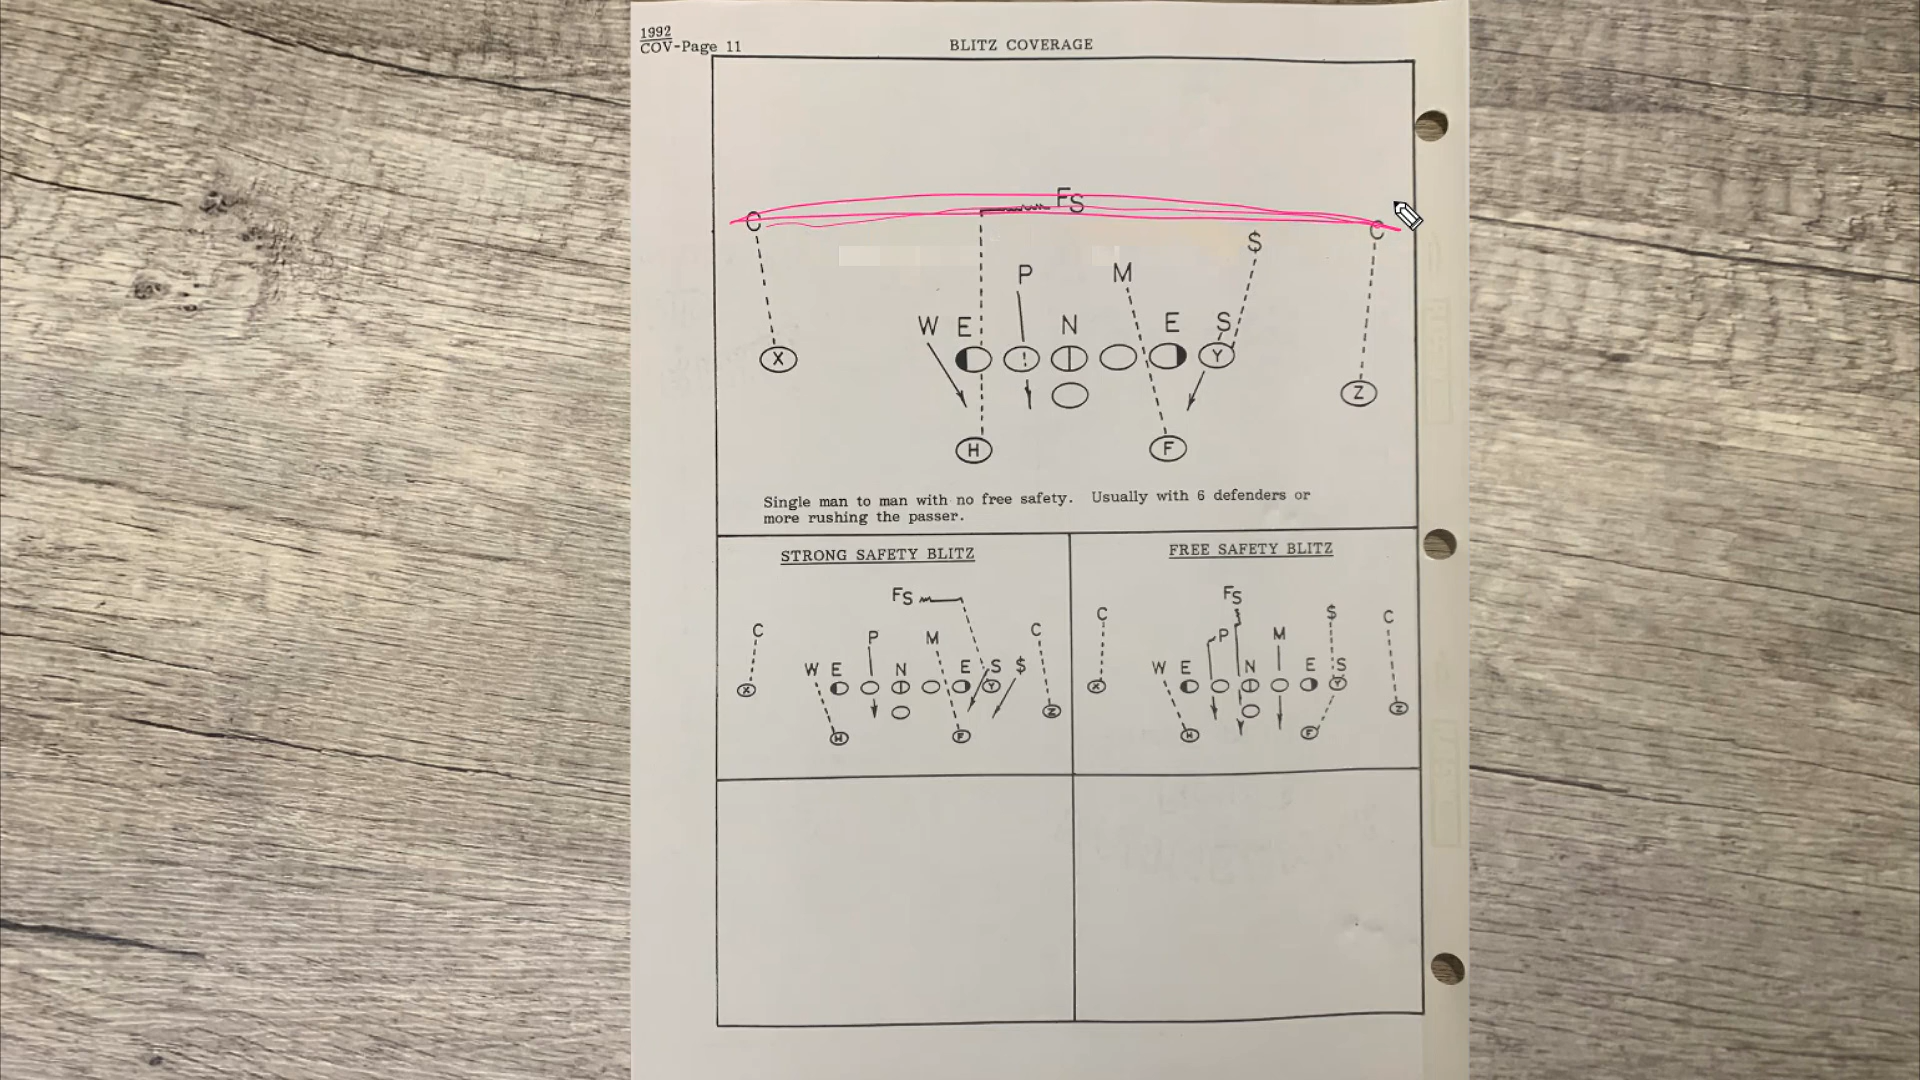 1992
COV-Page 11
BLITZ COVERAGE
FS
C
C
$
P
M
W E N E S
X
Y
Z
H
F
Single man to man with no free safety. Usually with 6 defenders or
more rushing the passer.
STRONG SAFETY BLITZ
FS
C
P
M
C
W E N E S $
X
Y
Z
H
F
FREE SAFETY BLITZ
FS
C
$
C
P
M
W E N E S
X
Y
Z
H
F